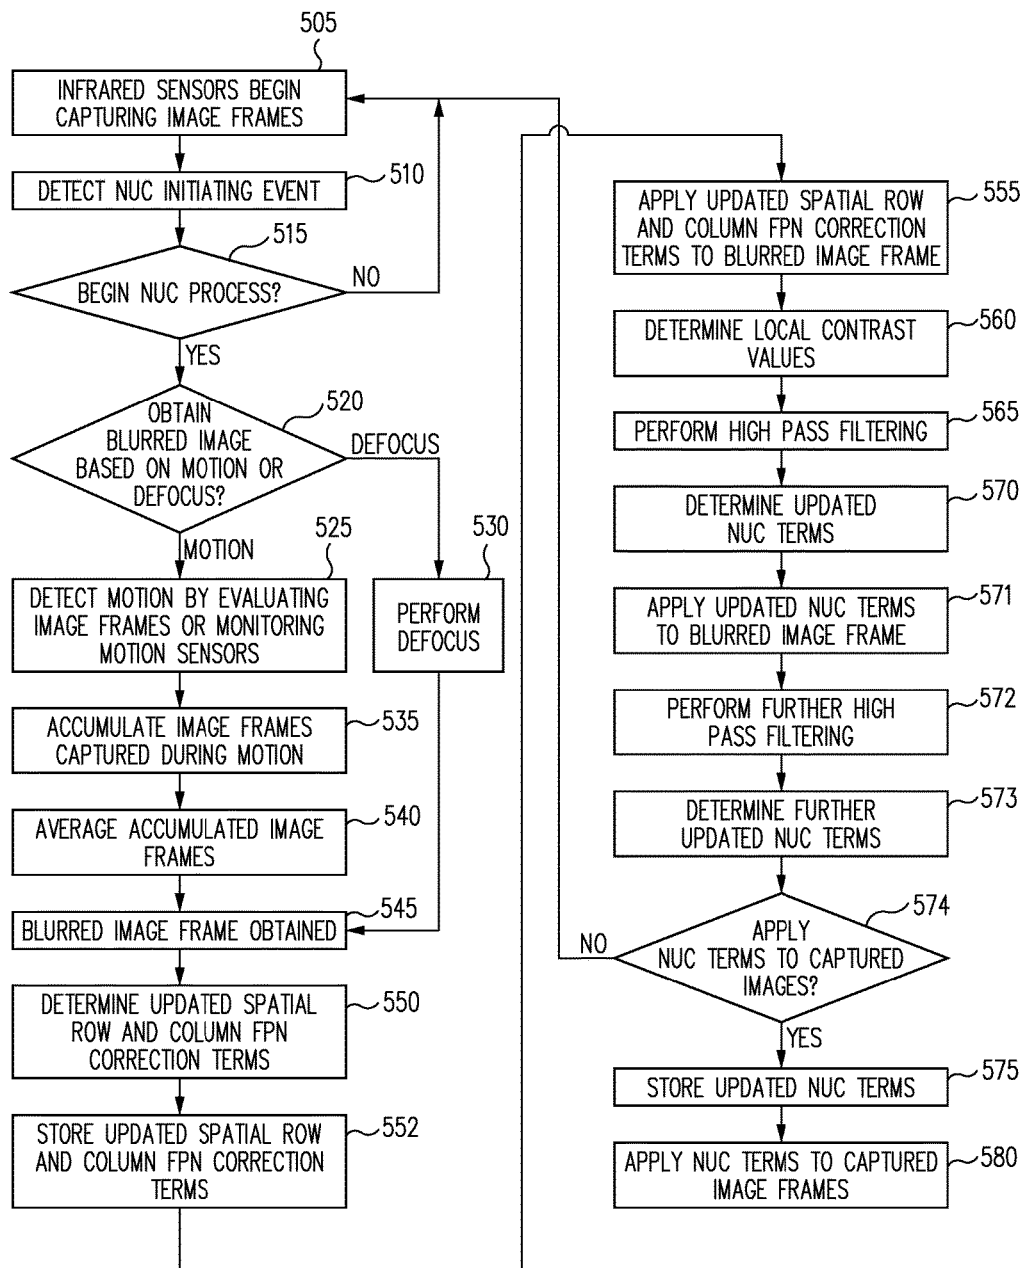 505
INFRARED SENSORS BEGIN
CAPTURING IMAGE FRAMES
DETECT NUC INITIATING EVENT
510
515
BEGIN NUC PROCESS?
NO
YES
520
OBTAIN
BLURRED IMAGE
BASED ON MOTION OR
DEFOCUS?
DEFOCUS
MOTION
525
DETECT MOTION BY EVALUATING
IMAGE FRAMES OR MONITORING
MOTION SENSORS
530
PERFORM
DEFOCUS
ACCUMULATE IMAGE FRAMES
CAPTURED DURING MOTION
535
AVERAGE ACCUMULATED IMAGE
FRAMES
540
BLURRED IMAGE FRAME OBTAINED
545
DETERMINE UPDATED SPATIAL
ROW AND COLUMN FPN
CORRECTION TERMS
550
STORE UPDATED SPATIAL ROW
AND COLUMN FPN CORRECTION
TERMS
552
APPLY UPDATED SPATIAL ROW
AND COLUMN FPN CORRECTION
TERMS TO BLURRED IMAGE FRAME
555
DETERMINE LOCAL CONTRAST
VALUES
560
PERFORM HIGH PASS FILTERING
565
DETERMINE UPDATED
NUC TERMS
570
APPLY UPDATED NUC TERMS
TO BLURRED IMAGE FRAME
571
PERFORM FURTHER HIGH
PASS FILTERING
572
DETERMINE FURTHER
UPDATED NUC TERMS
573
574
APPLY
NUC TERMS TO CAPTURED
IMAGES?
NO
YES
STORE UPDATED NUC TERMS
575
APPLY NUC TERMS TO CAPTURED
IMAGE FRAMES
580